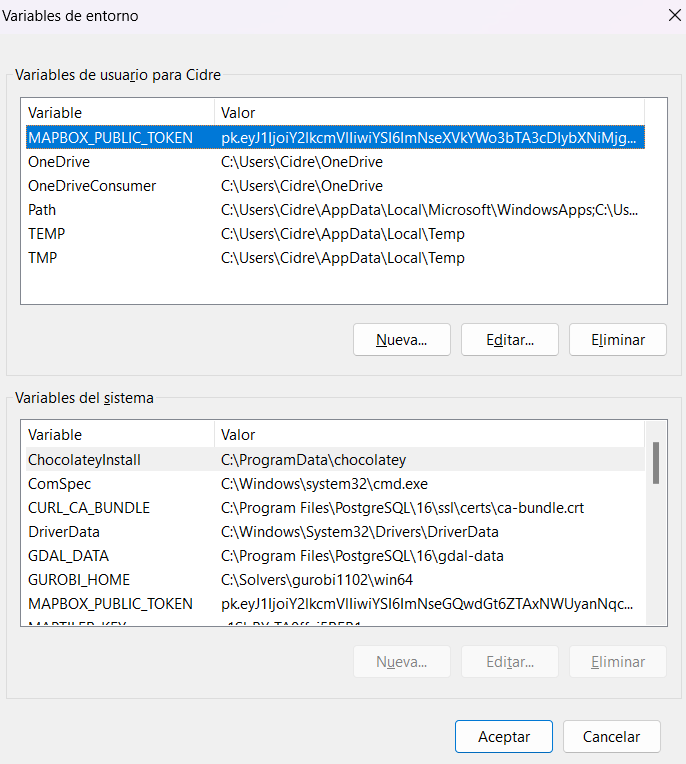 Variables de entorno
Variables de usuario para Cidre
Variable Valor
MAPBOX_PUBLIC_TOKEN pk.eyJ1IjoiY2lkcmVlIiwiYSI6ImNseXVkYWo3bTA3cDlybXNiMjg...
OneDrive C:\Users\Cidre\OneDrive
OneDriveConsumer C:\Users\Cidre\OneDrive
Path C:\Users\Cidre\AppData\Local\Microsoft\WindowsApps;C:\Us...
TEMP C:\Users\Cidre\AppData\Local\Temp
TMP C:\Users\Cidre\AppData\Local\Temp
Nueva... Editar... Eliminar
Variables del sistema
Variable Valor
ChocolateyInstall C:\ProgramData\chocolatey
ComSpec C:\Windows\system32\cmd.exe
CURL_CA_BUNDLE C:\Program Files\PostgreSQL\16\ssl\certs\ca-bundle.crt
DriverData C:\Windows\System32\Drivers\DriverData
GDAL_DATA C:\Program Files\PostgreSQL\16\gdal-data
GUROBI_HOME C:\Solvers\gurobi1102\win64
MAPBOX_PUBLIC_TOKEN pk.eyJ1IjoiY2lkcmVlIiwiYSI6ImNseGQwdGt6ZTAxNWUyanNqc...
Nueva... Editar... Eliminar
Aceptar Cancelar